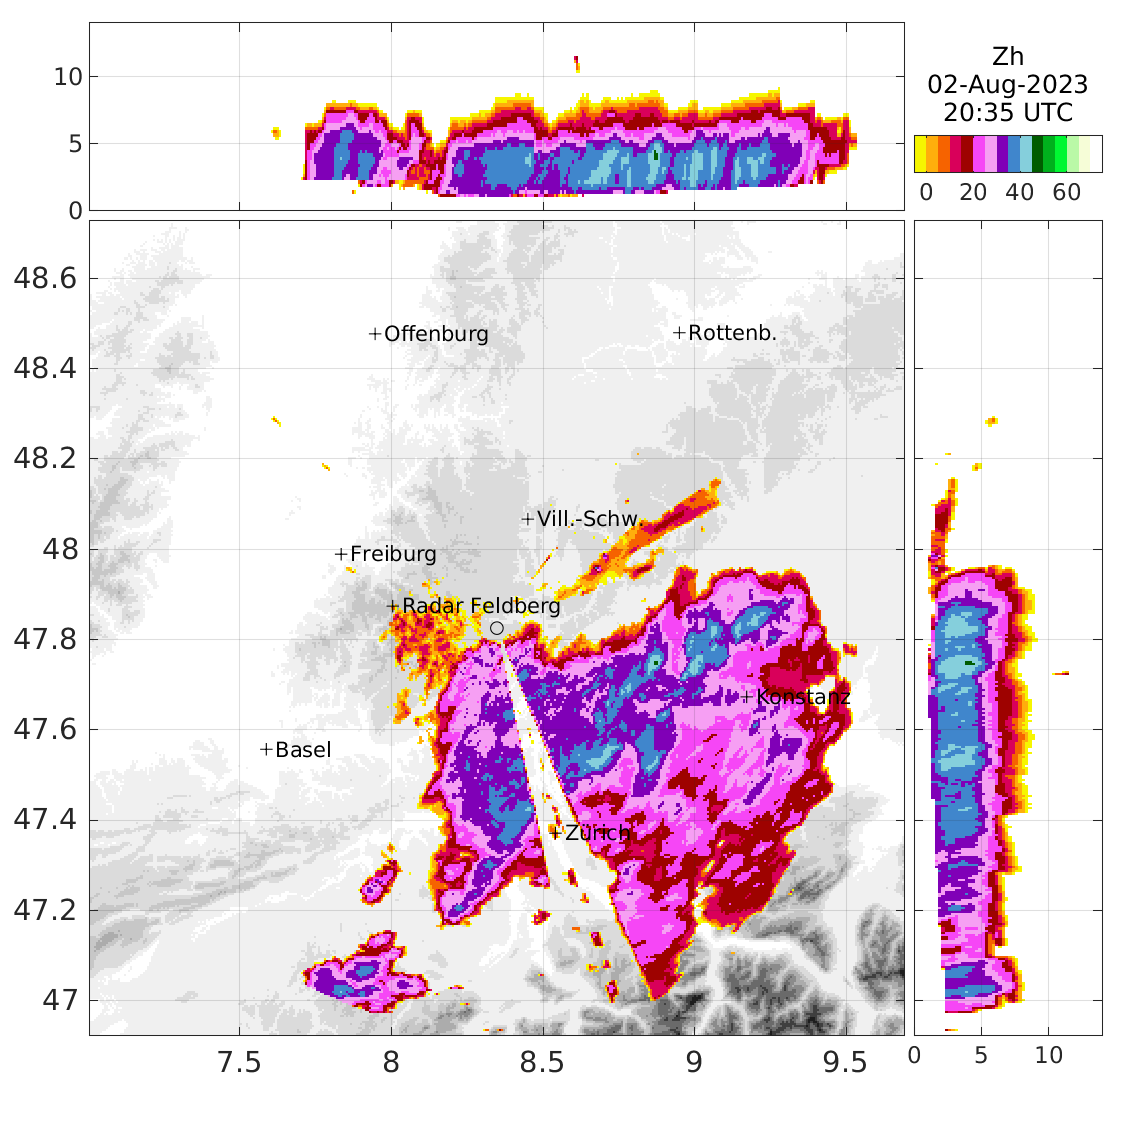 10
5
0
Zh
02-Aug-2023
20:35 UTC
0 20 40 60
48.6
48.4
48.2
48
47.8
47.6
47.4
47.2
47
+Offenburg
+Rottenb.
+Vill.-Schw.
+Freiburg
+Radar Feldberg
+Konstanz
+Basel
+Zürich
7.5 8 8.5 9 9.5
0 5 10